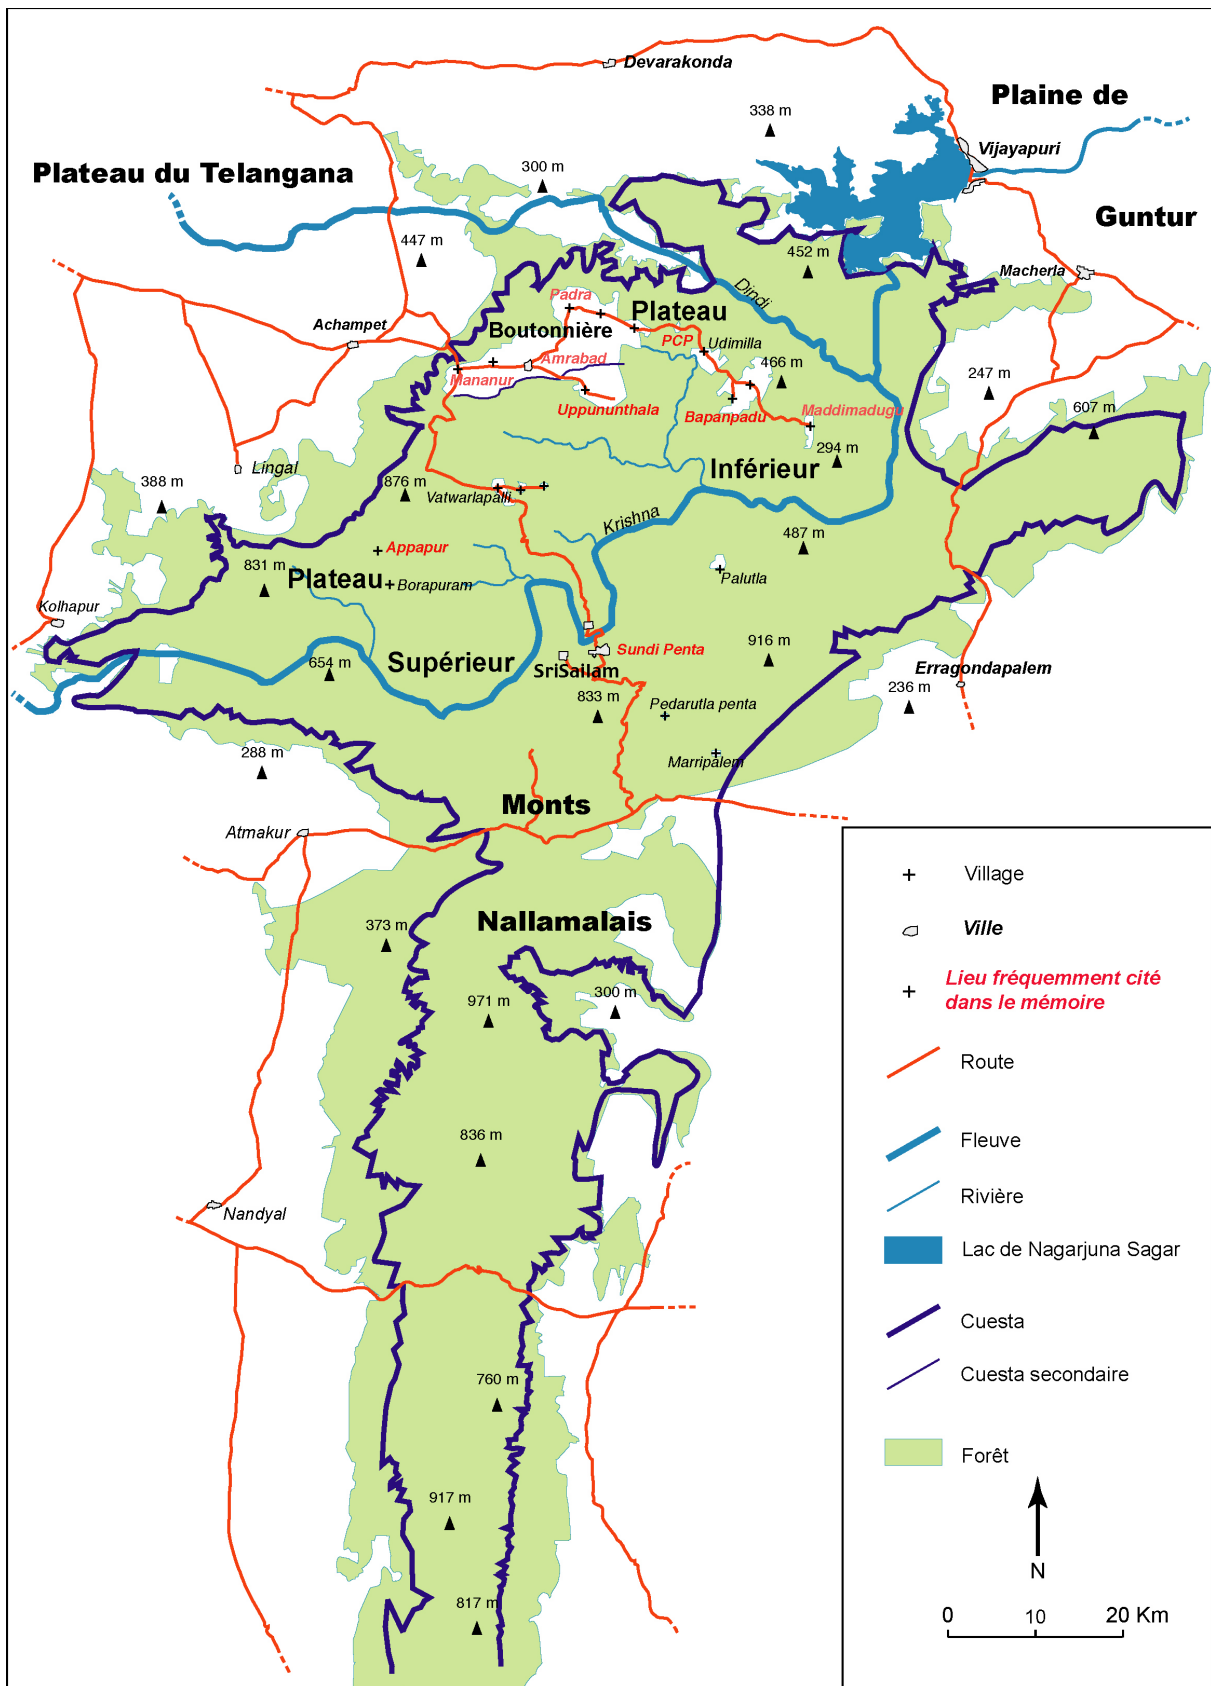 Devarakonda
Plaine de
338 m
Vijayapuri
300 m
Plateau du Telangana
Guntur
447 m
452 m
Macherla
Dindi
Padra
Plateau
Achampet
Boutonnière
PCP
Udimilla
Amrabad
466 m
Mananur
247 m
Uppununthala
Bapanpadu
Maddimadugu
607 m
Lingal
Inférieur
294 m
388 m
876 m
Vatwarlapalli
Krishna
487 m
Appapur
831 m
Plateau
Borapuram
Palutla
Kolhapur
Supérieur
Sundi Penta
916 m
654 m
SriSailam
Erragondapalem
236 m
833 m
Pedarutla penta
288 m
Marripalem
Monts
Atmakur
Nallamalais
373 m
971 m
300 m
836 m
Nandyal
760 m
917 m
817 m
Village
Ville
Lieu fréquemment cité
dans le mémoire
Route
Fleuve
Rivière
Lac de Nagarjuna Sagar
Cuesta
Cuesta secondaire
Forêt
N
0 10 20 Km